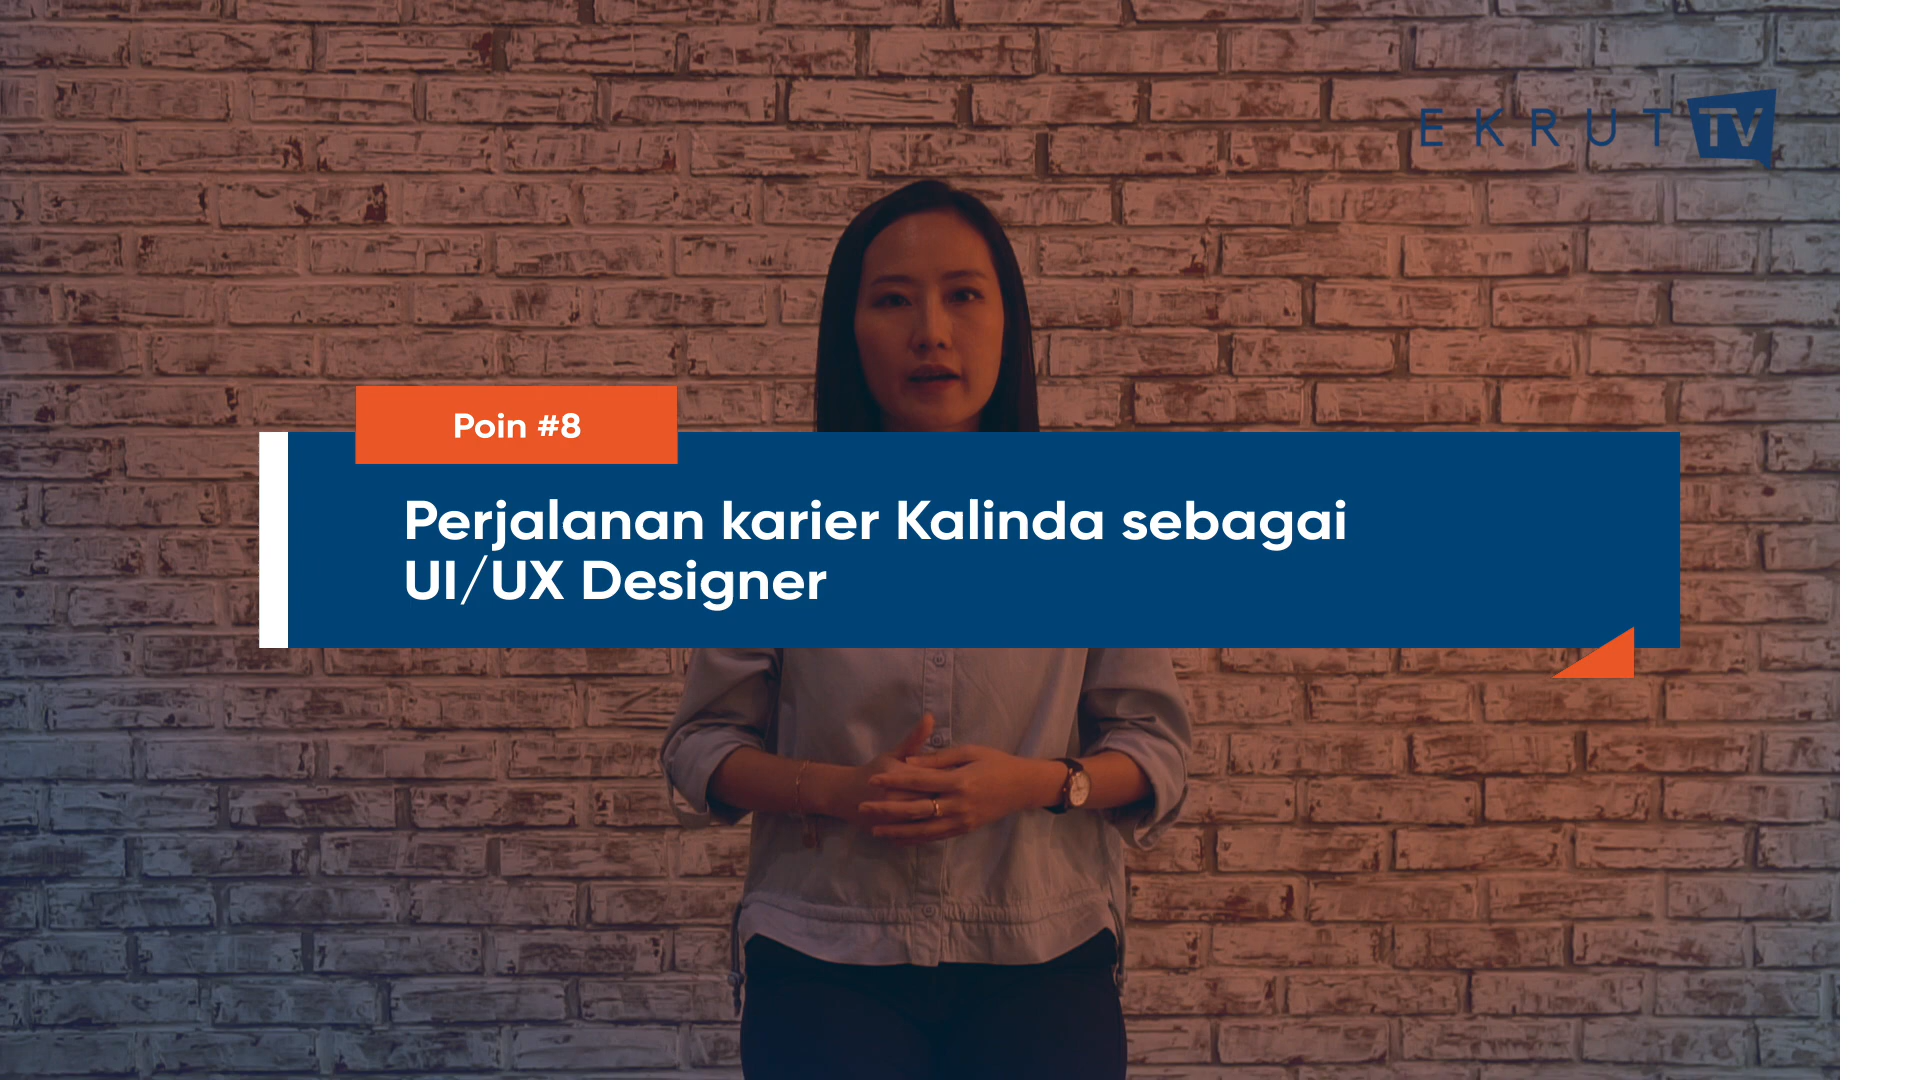 EKRUT TV
Poin #8
Perjalanan karier Kalinda sebagai
UI/UX Designer